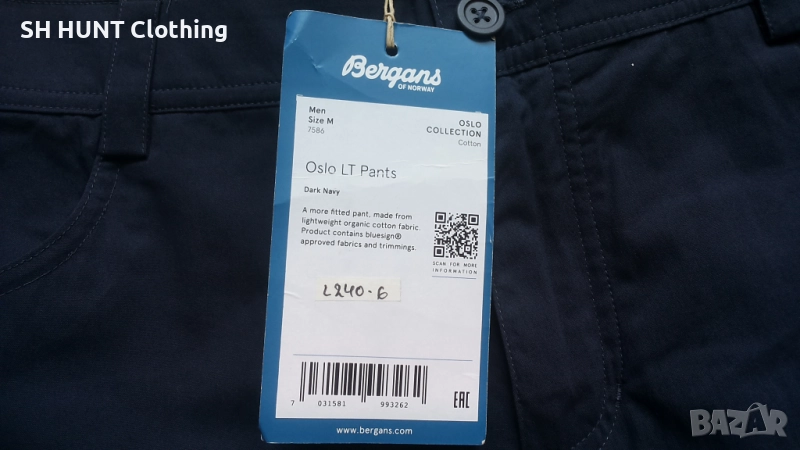 SH HUNT Clothing
Bergans
OF NORWAY
Men
Size M
7586
OSLO
COLLECTION
Cotton
Oslo LT Pants
Dark Navy
A more fitted pant, made from
lightweight organic cotton fabric.
Product contains bluesign®
approved fabrics and trimmings.
SCAN FOR MORE
INFORMATION
L240-6
7 031581 993262
EAC
www.bergans.com
BAZAR